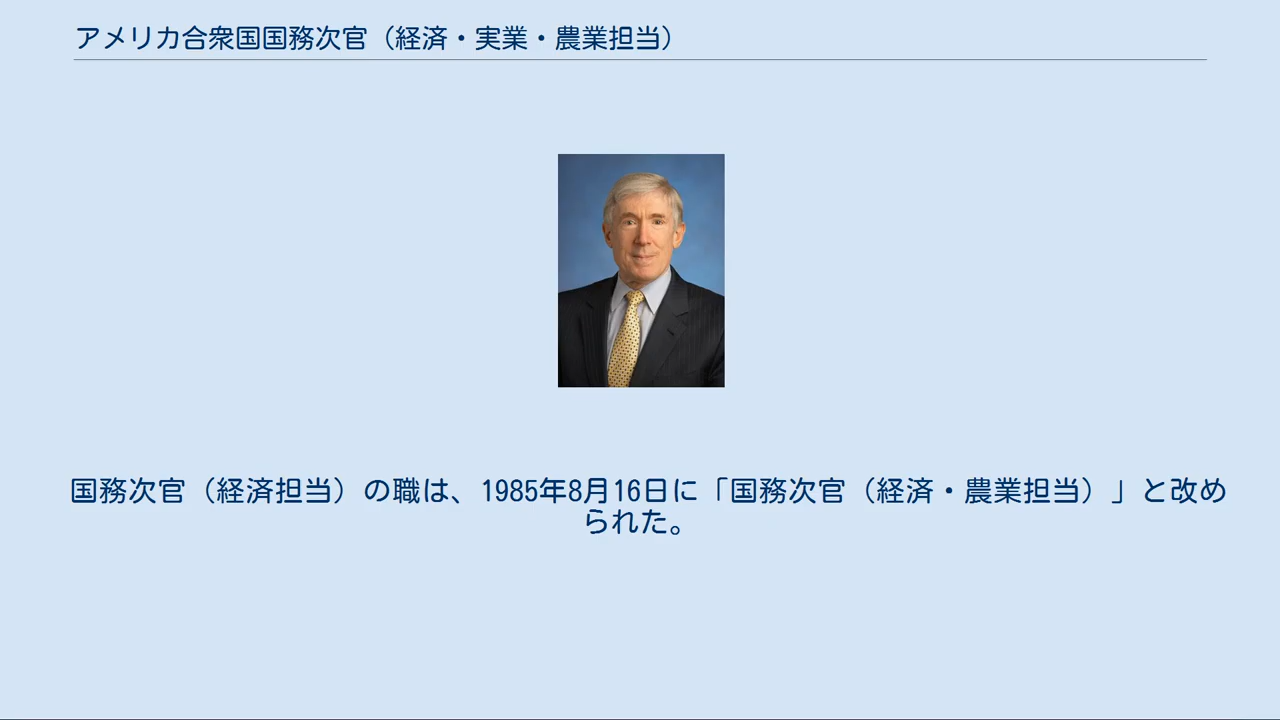 アメリカ合衆国国務次官（経済・実業・農業担当）
国務次官（経済担当）の職は、1985年8月16日に「国務次官（経済・農業担当）」と改め
られた。